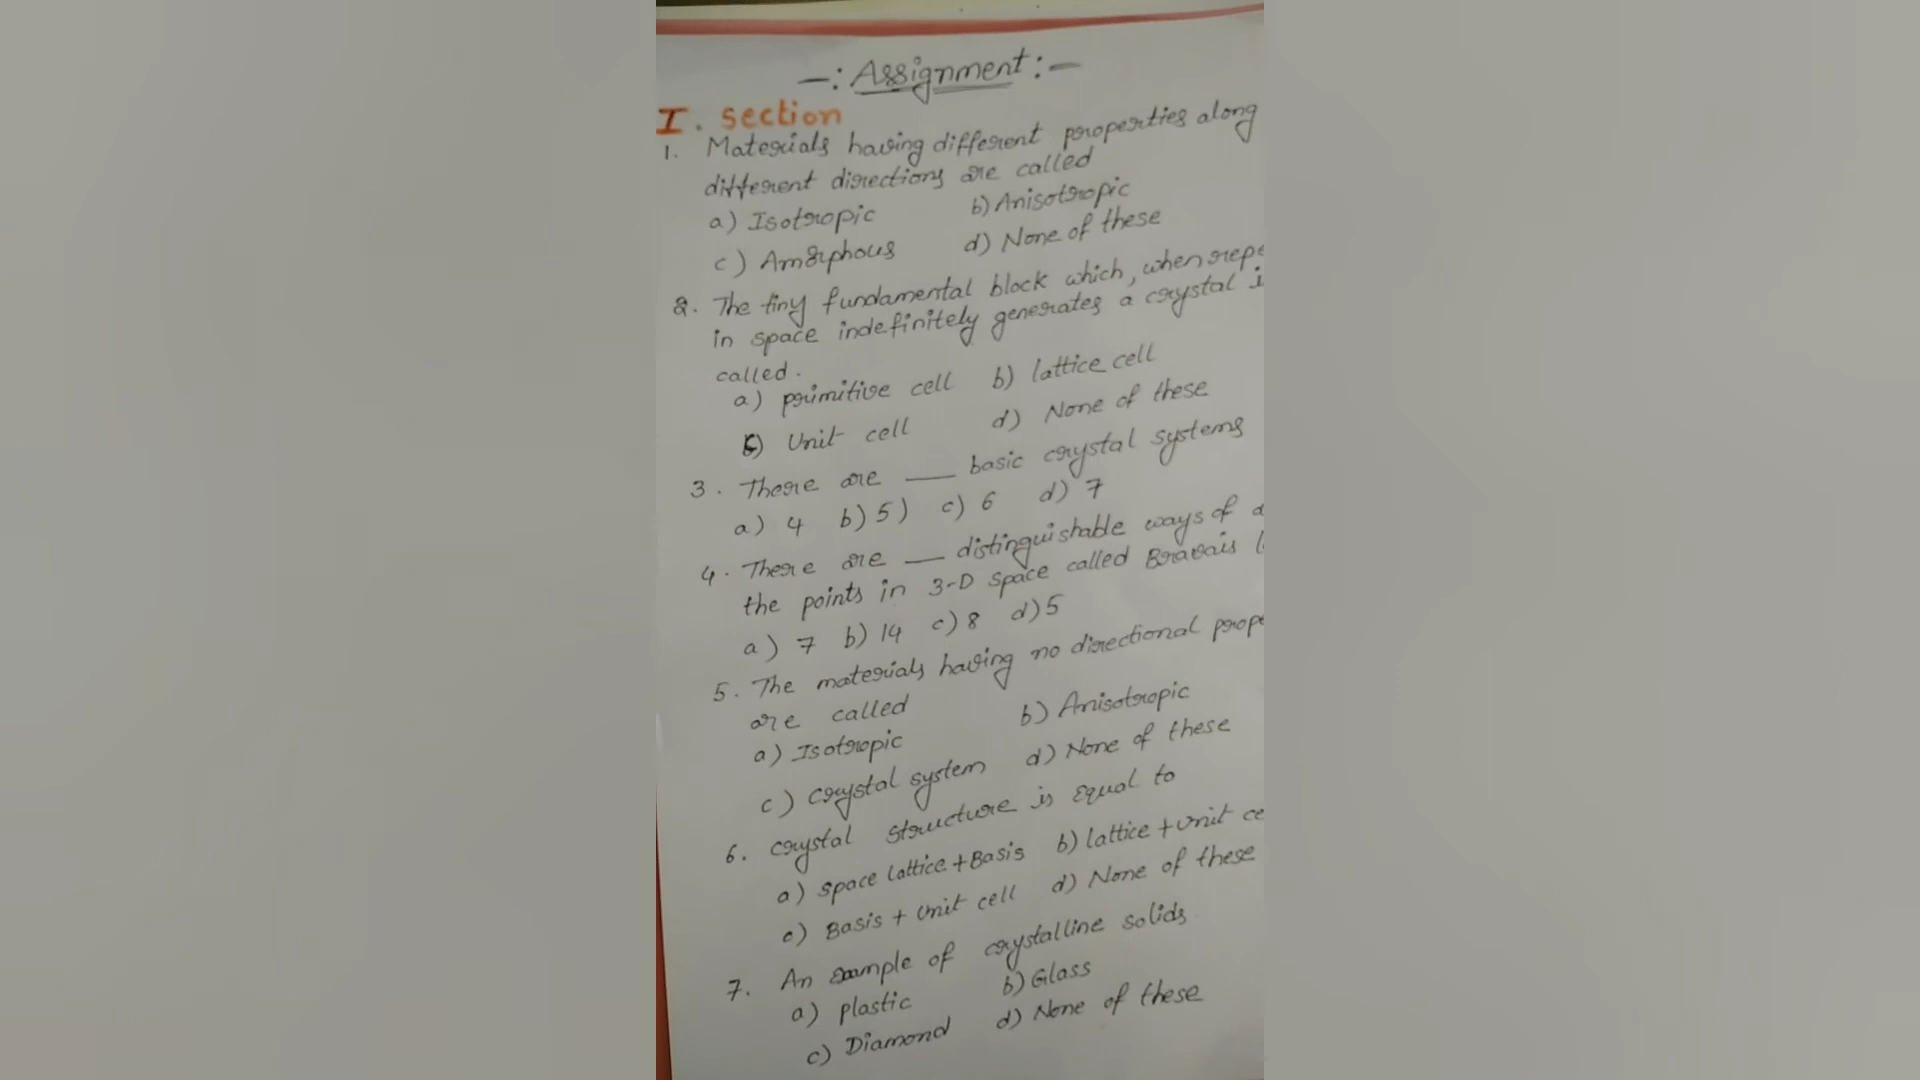 -: Assignment :-
I. section
1. Materials having different properties along
different directions are called
a) Isotropic b) Anisotropic
c) Amorphous d) None of these
2. The tiny fundamental block which, when repe
in space indefinitely generates a crystal i
called.
a) primitive cell b) lattice cell
c) Unit cell d) None of these
3. There are ___ basic crystal systems
a) 4 b) 5) c) 6 d) 7
4. There are ___ distinguishable ways of a
the points in 3-D space called Bravais l
a) 7 b) 14 c) 8 d) 5
5. The materials having no directional prope
are called
a) Isotropic b) Anisotropic
c) crystal system d) None of these
6. crystal structure is Equal to
a) space lattice + Basis b) lattice + Unit ce
c) Basis + Unit cell d) None of these
7. An Example of crystalline solids
a) plastic b) Glass
c) Diamond d) None of these